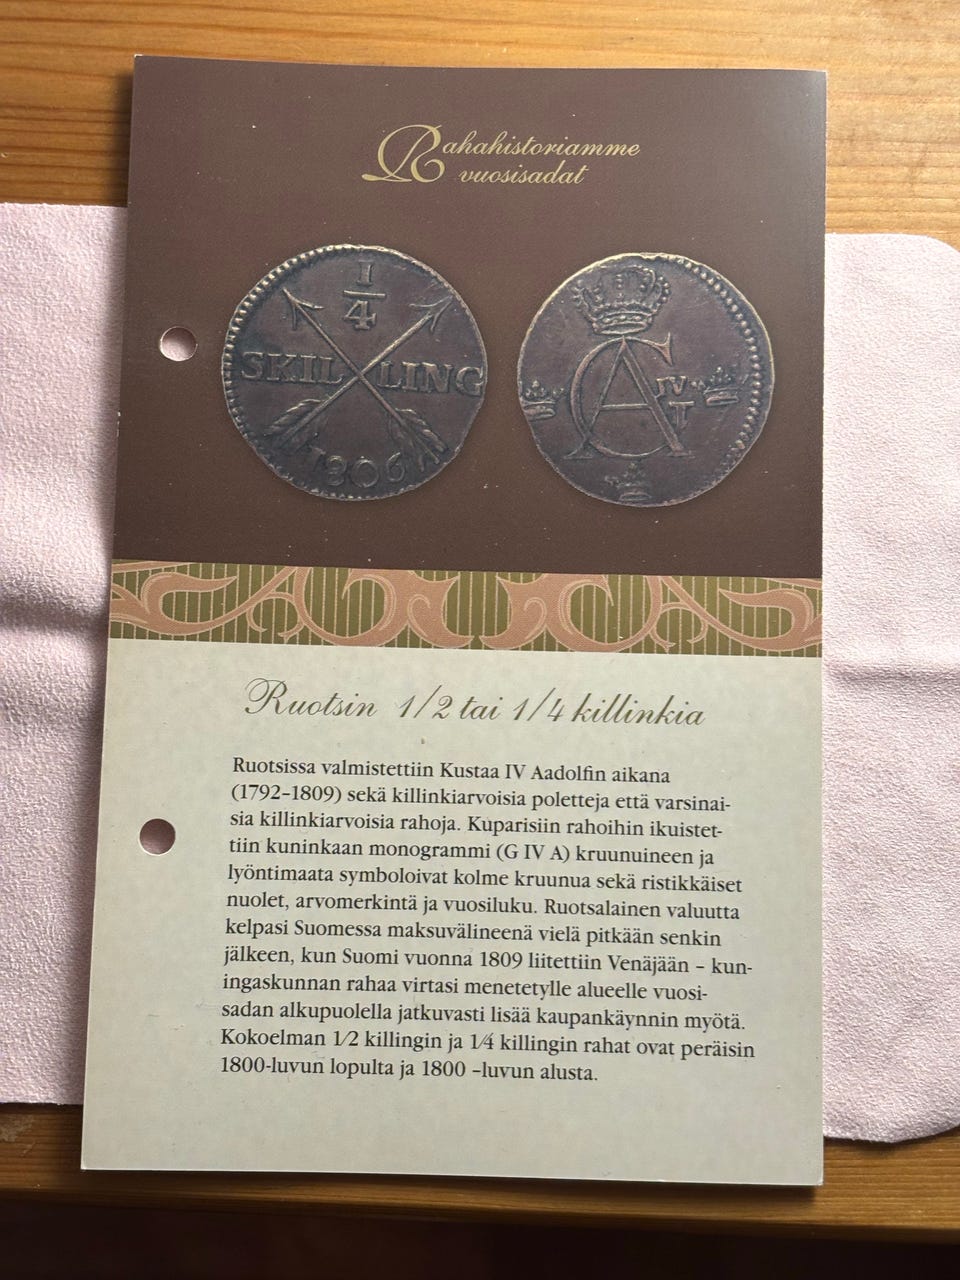 Rahahistoriamme
vuosisadat
1/4
SKILLING
1806
GA IV
Ruotsin 1/2 tai 1/4 killinkia
Ruotsissa valmistettiin Kustaa IV Aadolfin aikana
(1792–1809) sekä killinkiarvoisia poletteja että varsinai-
sia killinkiarvoisia rahoja. Kuparisiin rahoihin ikuistet-
tiin kuninkaan monogrammi (G IV A) kruunuineen ja
lyöntimaata symboloivat kolme kruunua sekä ristikkäiset
nuolet, arvomerkintä ja vuosiluku. Ruotsalainen valuutta
kelpasi Suomessa maksuvälineenä vielä pitkään senkin
jälkeen, kun Suomi vuonna 1809 liitettiin Venäjään – kun-
ingaskunnan rahaa virtasi menetetylle alueelle vuosi-
sadan alkupuolella jatkuvasti lisää kaupankäynnin myötä.
Kokoelman 1/2 killingin ja 1/4 killingin rahat ovat peräisin
1800-luvun lopulta ja 1800 –luvun alusta.